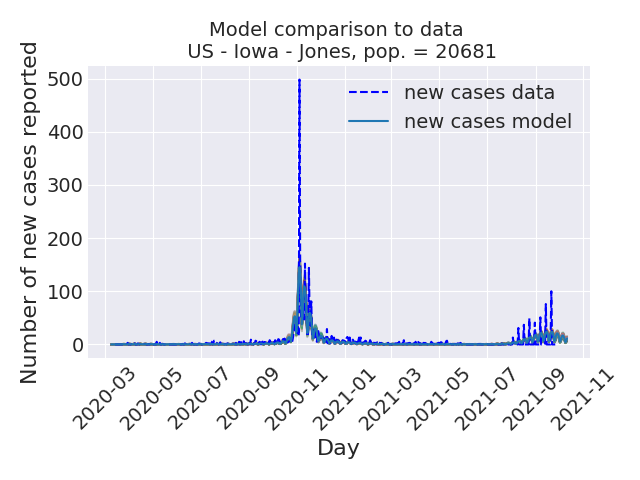 Model comparison to data
US - Iowa - Jones, pop. = 20681
Number of new cases reported
500
400
300
200
100
0
new cases data
new cases model
2020-03
2020-05
2020-07
2020-09
2020-11
2021-01
2021-03
2021-05
2021-07
2021-09
2021-11
Day